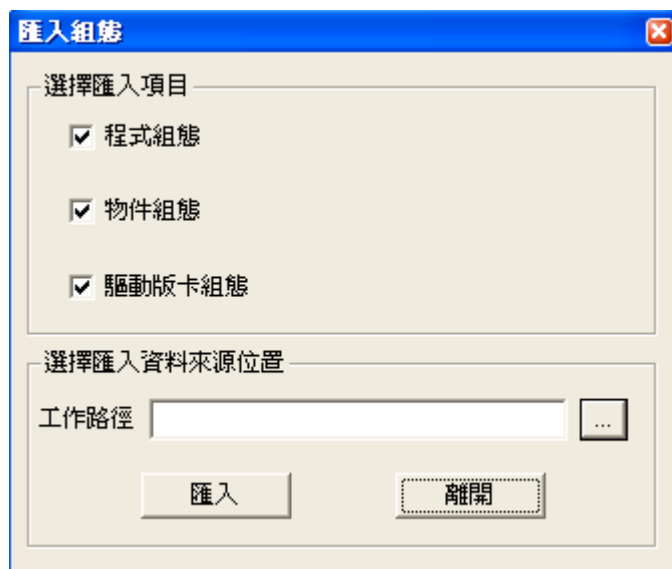 匯入組態
選擇匯入項目
程式組態
物件組態
驅動版卡組態
選擇匯入資料來源位置
工作路徑
...
匯入
離開